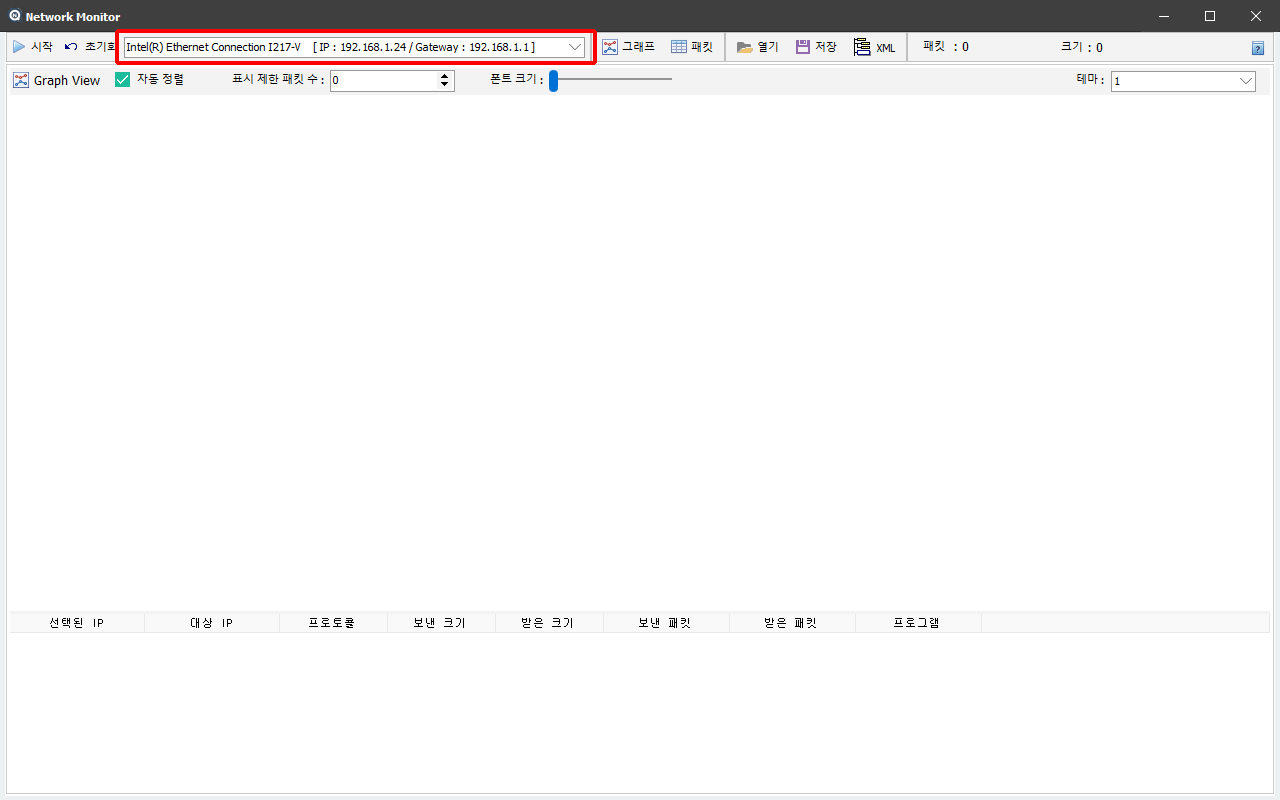 Network Monitor
시작 초기화 Intel(R) Ethernet Connection I217-V [ IP : 192.168.1.24 / Gateway : 192.168.1.1 ] 그래프 패킷 열기 저장 XML 패킷 : 0 크기 : 0
Graph View 자동 정렬 표시 제한 패킷 수 : 0 폰트 크기 : 테마 : 1
선택된 IP 대상 IP 프로토콜 보낸 크기 받은 크기 보낸 패킷 받은 패킷 프로그램